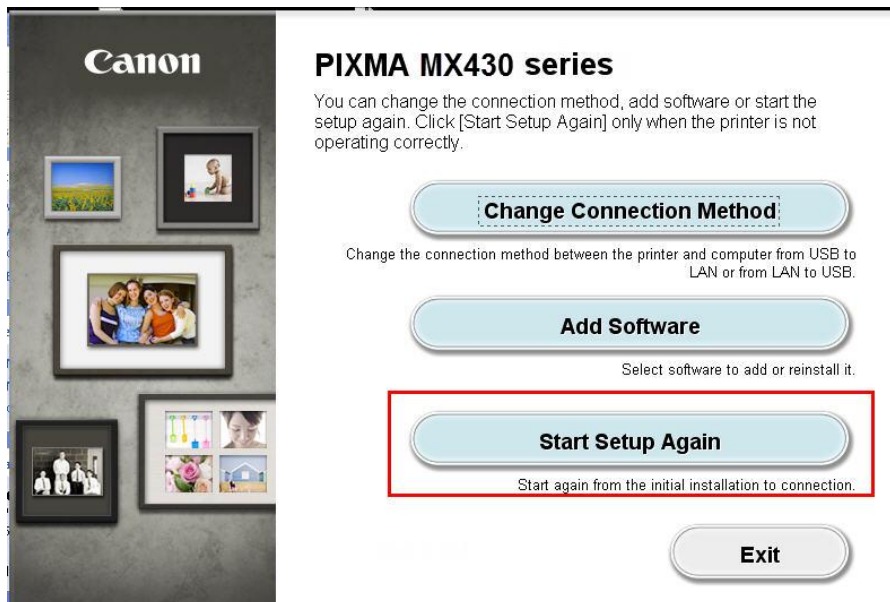 Canon
PIXMA MX430 series
You can change the connection method, add software or start the
setup again. Click [Start Setup Again] only when the printer is not
operating correctly.
Change Connection Method
Change the connection method between the printer and computer from USB to
LAN or from LAN to USB.
Add Software
Select software to add or reinstall it.
Start Setup Again
Start again from the initial installation to connection.
Exit